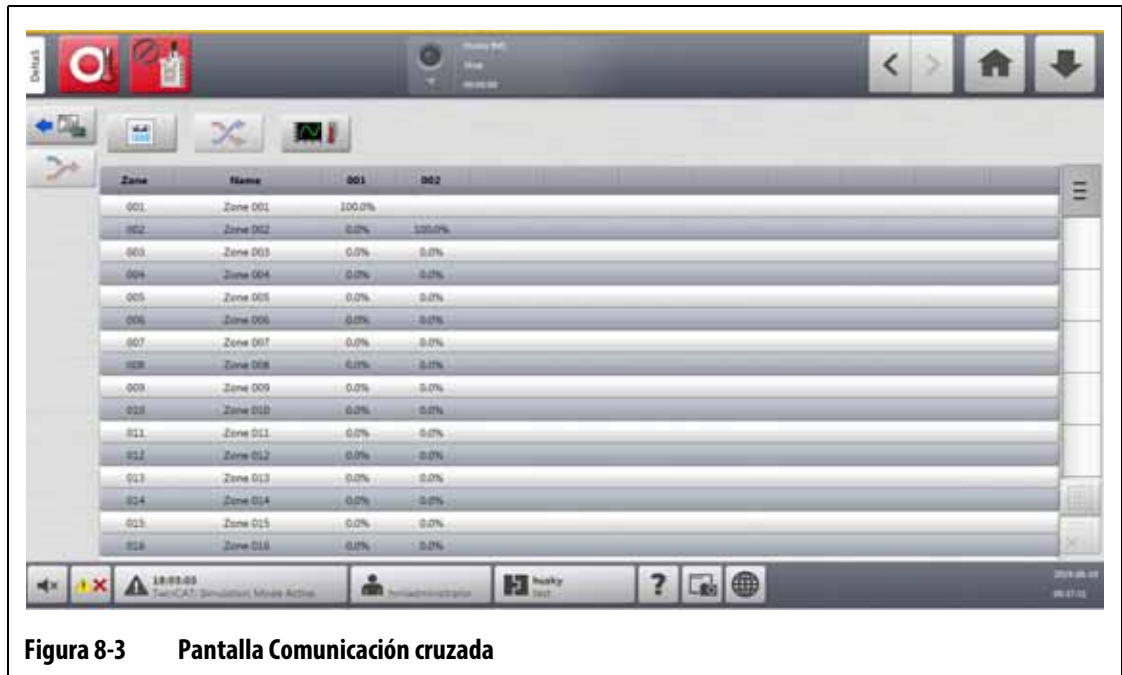 DeltaS
Zone Name 001 002
001 Zone 001 100.0%
002 Zone 002 0.0% 100.0%
003 Zone 003 0.0% 0.0%
004 Zone 004 0.0% 0.0%
005 Zone 005 0.0% 0.0%
006 Zone 006 0.0% 0.0%
007 Zone 007 0.0% 0.0%
008 Zone 008 0.0% 0.0%
009 Zone 009 0.0% 0.0%
010 Zone 010 0.0% 0.0%
011 Zone 011 0.0% 0.0%
012 Zone 012 0.0% 0.0%
013 Zone 013 0.0% 0.0%
014 Zone 014 0.0% 0.0%
015 Zone 015 0.0% 0.0%
016 Zone 016 0.0% 0.0%
18:03:03
TwinCAT: Simulation Mode Active
hmiadministrator
husky
test
?
Figura 8-3 Pantalla Comunicación cruzada